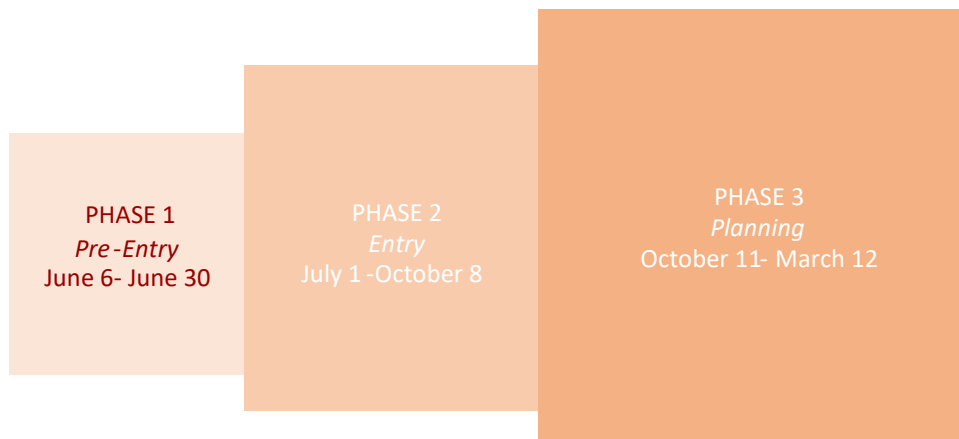 PHASE 1
Pre-Entry
June 6- June 30
PHASE 2
Entry
July 1 -October 8
PHASE 3
Planning
October 11- March 12